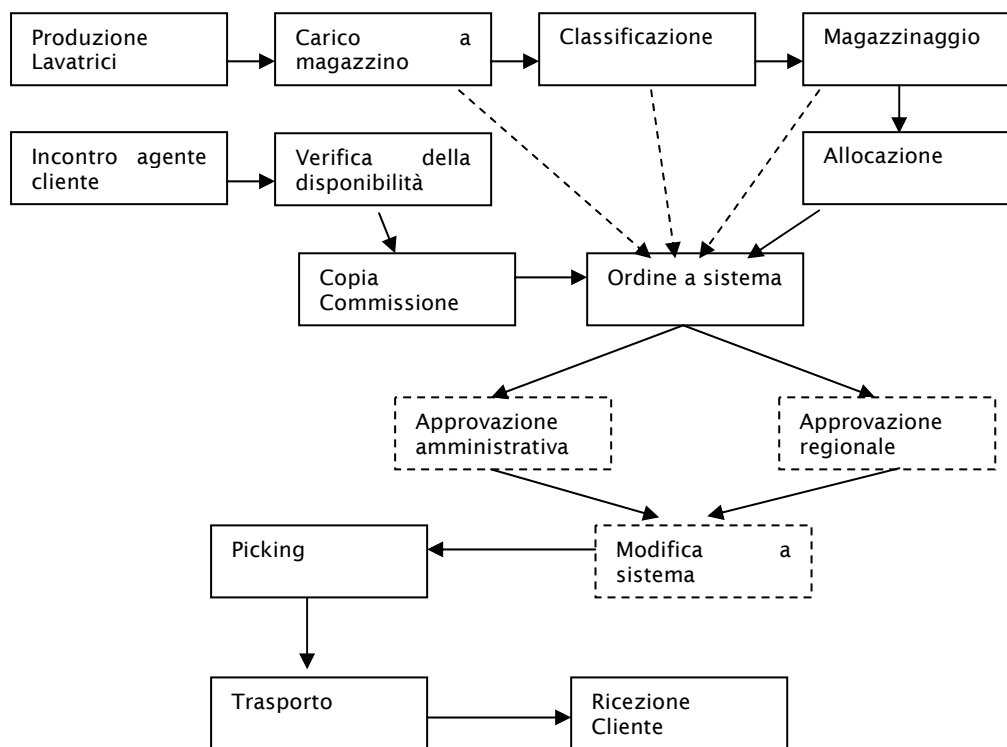 Produzione
Lavatrici
Carico a
magazzino
Classificazione
Magazzinaggio
Incontro agente
cliente
Verifica della
disponibilità
Allocazione
Copia
Commissione
Ordine a sistema
Approvazione
amministrativa
Approvazione
regionale
Picking
Modifica a
sistema
Trasporto
Ricezione
Cliente